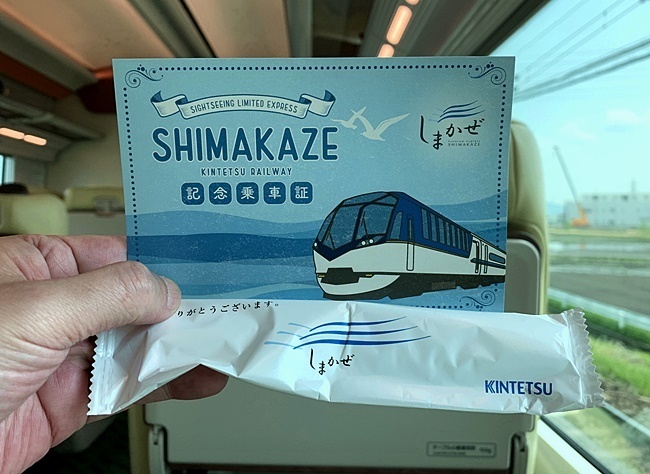 SIGHTSEEING LIMITED EXPRESS
SHIMAKAZE
KINTETSU RAILWAY
記念乗車証
しまかぜ
SHIMAKAZE
りがとうございます。
しまかぜ
KINTETSU